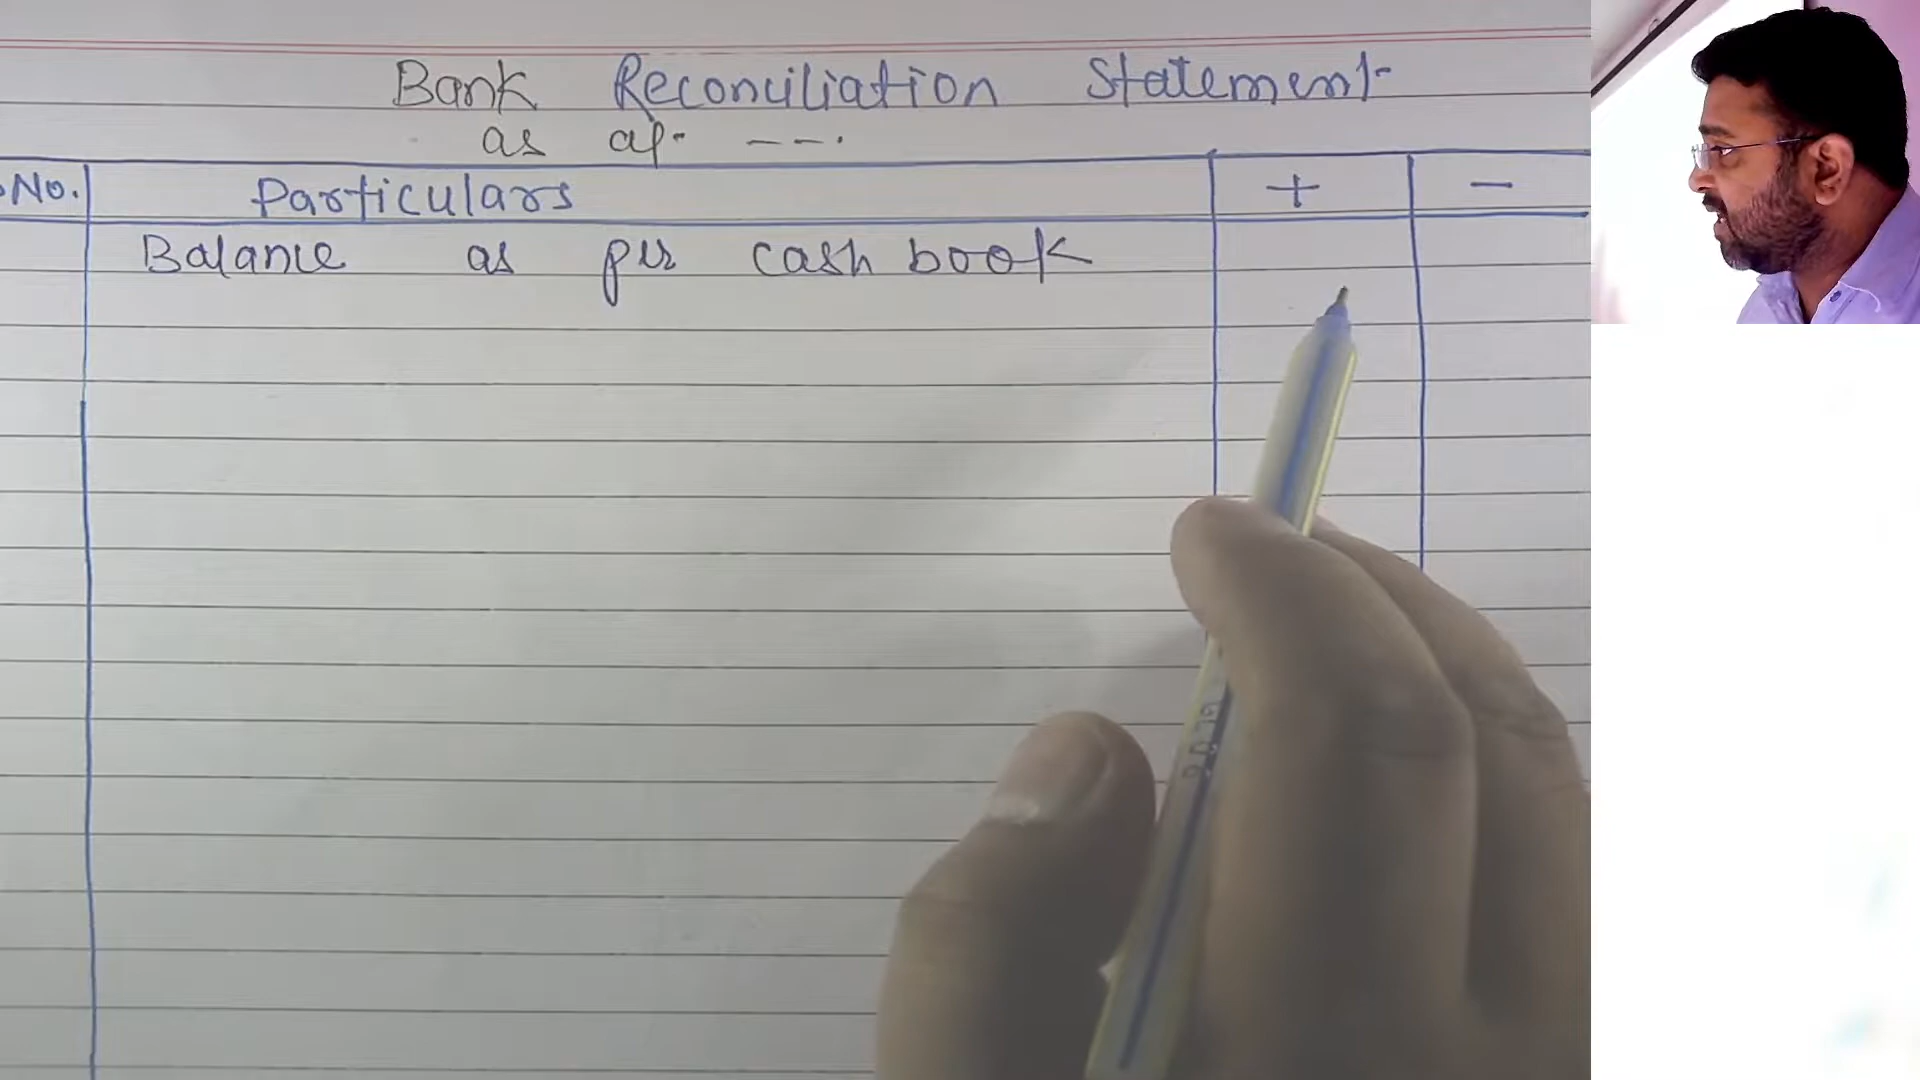 Bank Reconciliation Statement
as at ---.
No. Particulars + -
Balance as per cash book